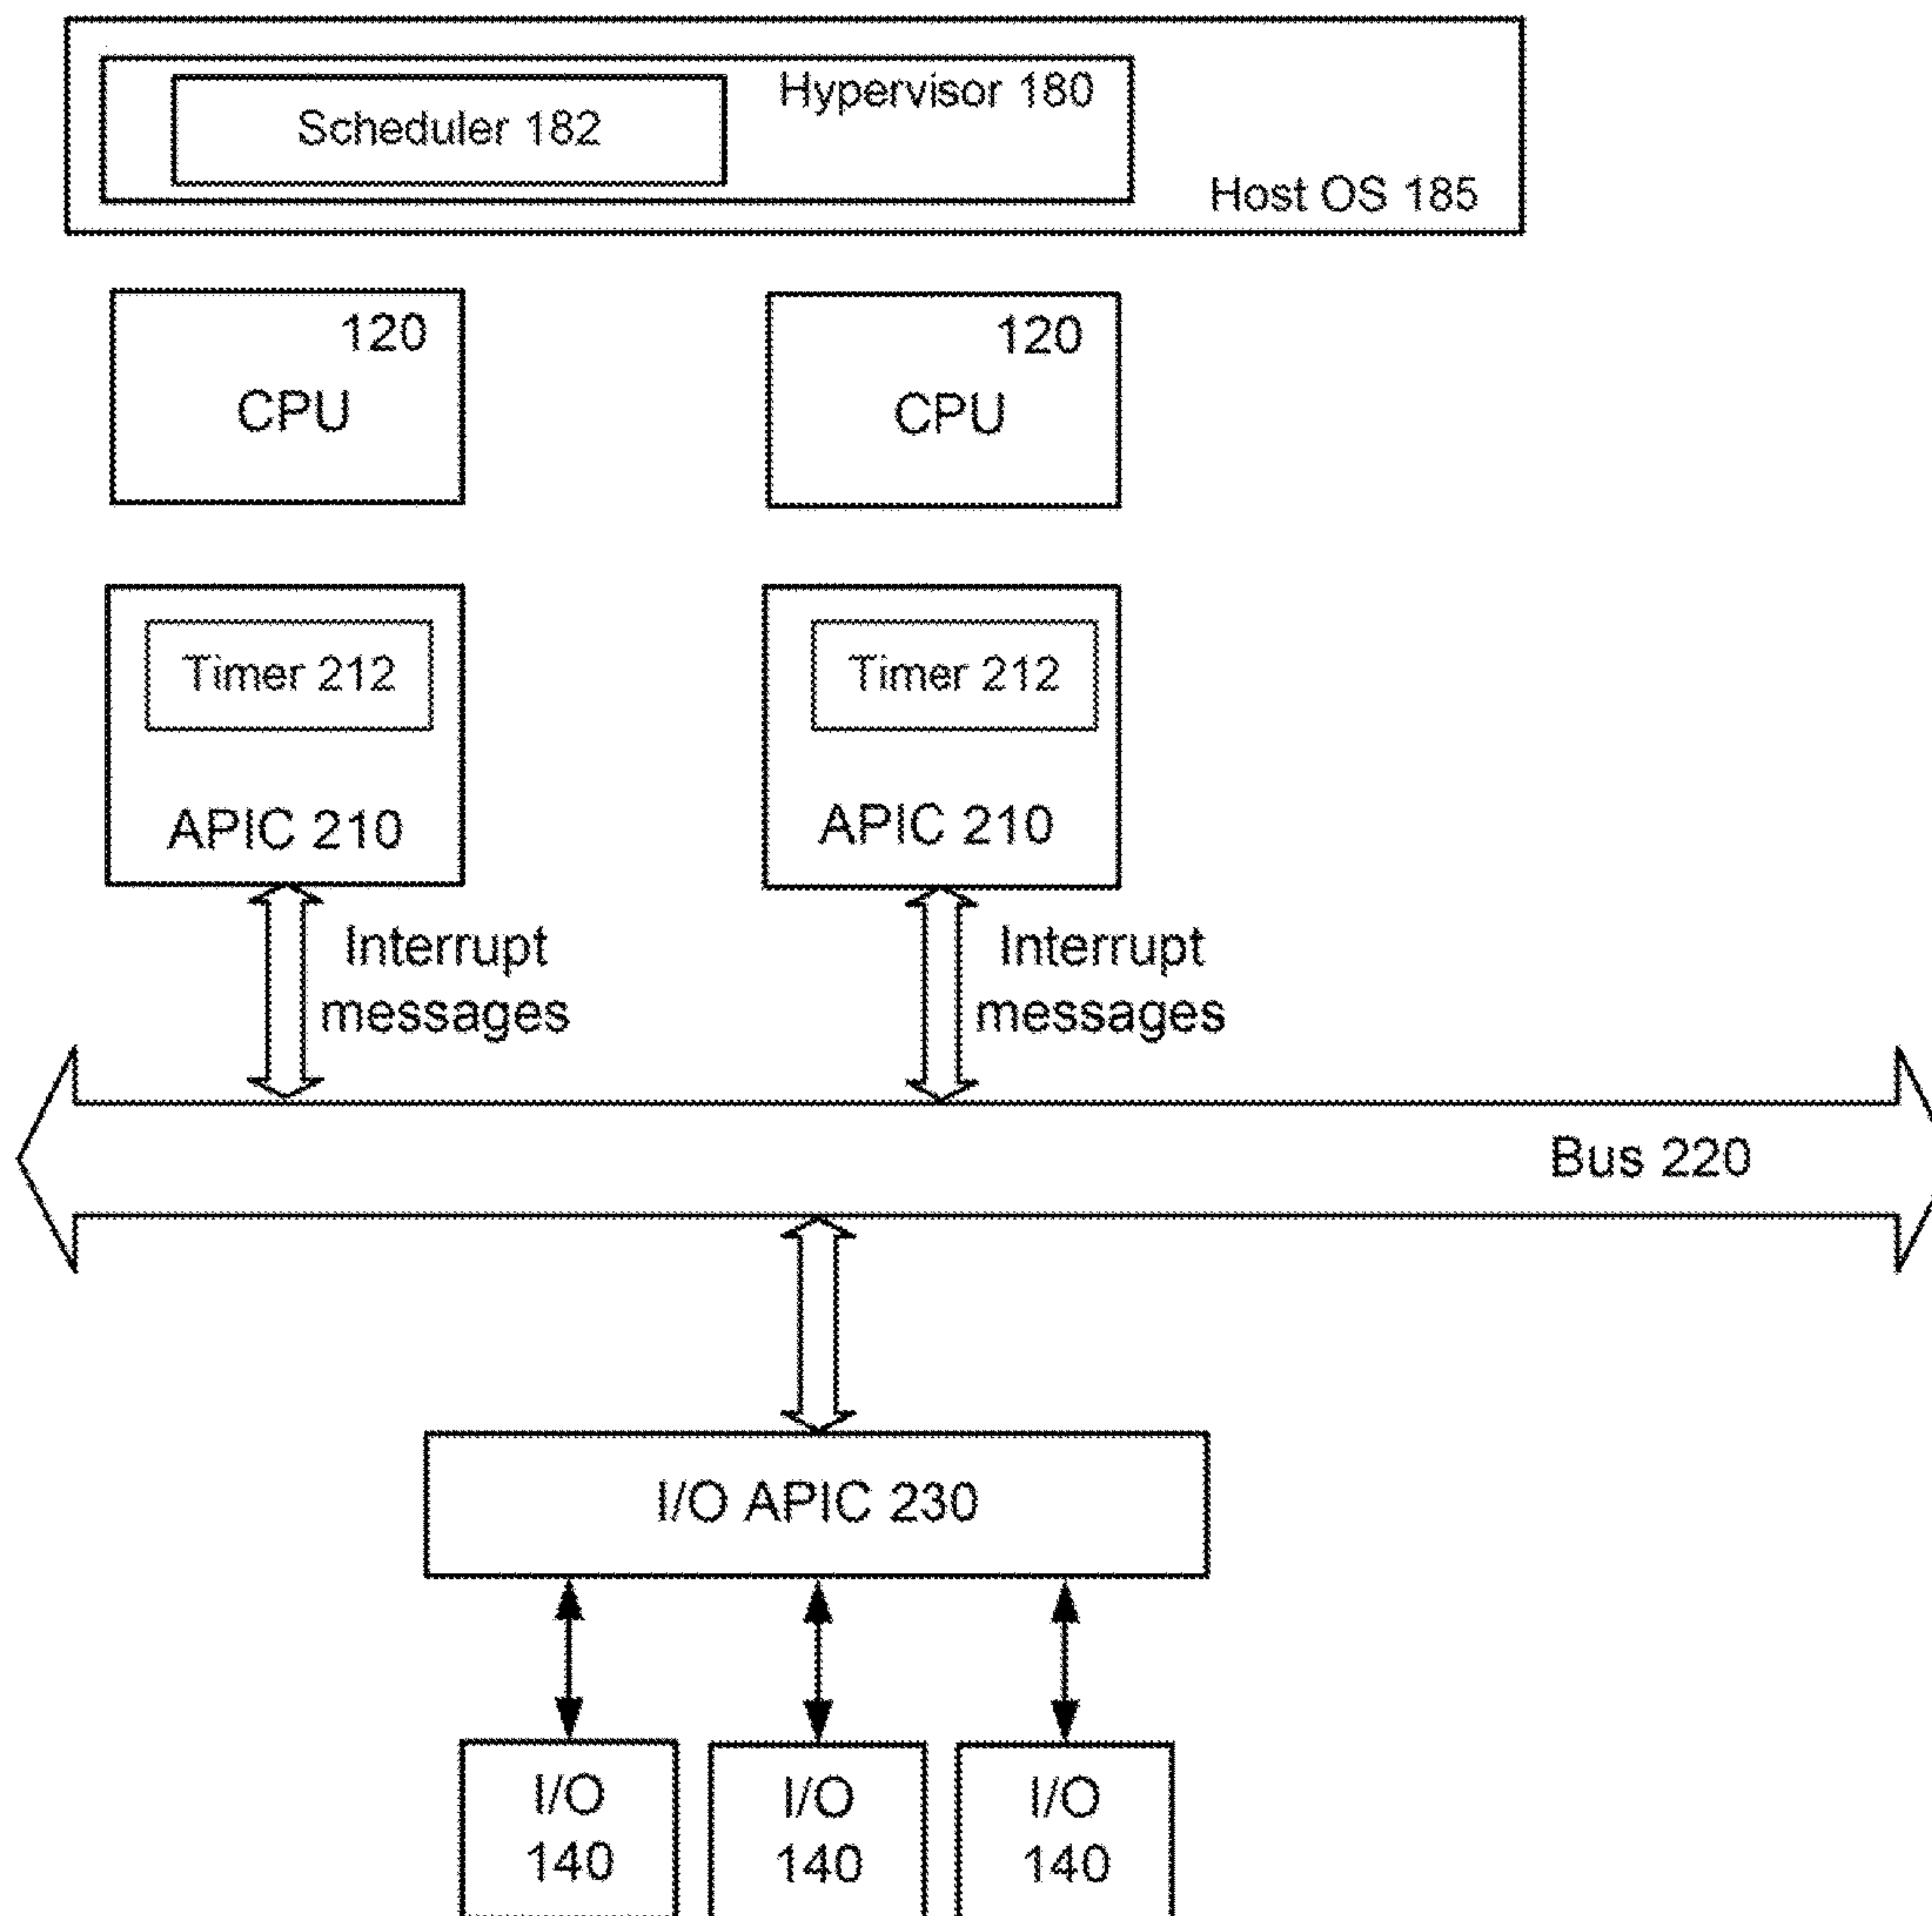 Hypervisor 180
Scheduler 182
Host OS 185
120
CPU
120
CPU
Timer 212
APIC 210
Timer 212
APIC 210
Interrupt
messages
Interrupt
messages
Bus 220
I/O APIC 230
I/O
140
I/O
140
I/O
140